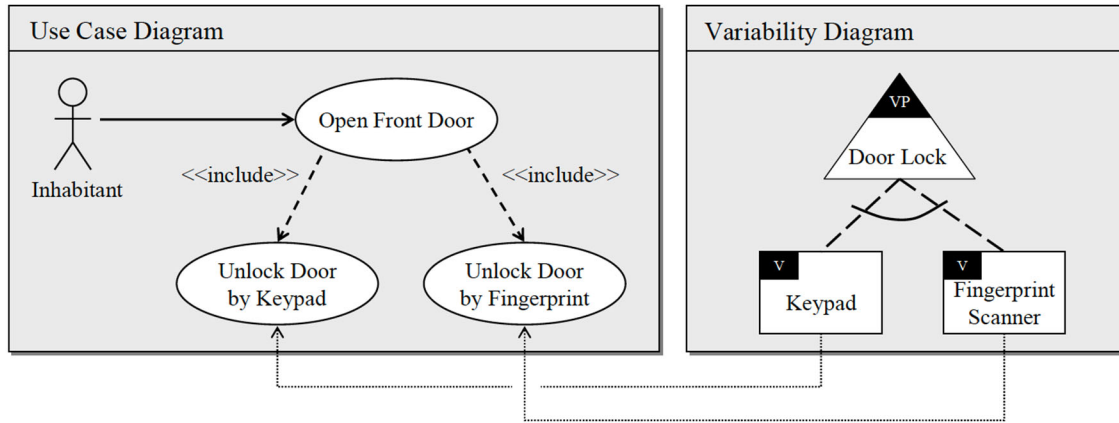 Use Case Diagram
Open Front Door
Inhabitant
<<include>>
<<include>>
Unlock Door
by Keypad
Unlock Door
by Fingerprint
Variability Diagram
VP
Door Lock
V
Keypad
V
Fingerprint
Scanner